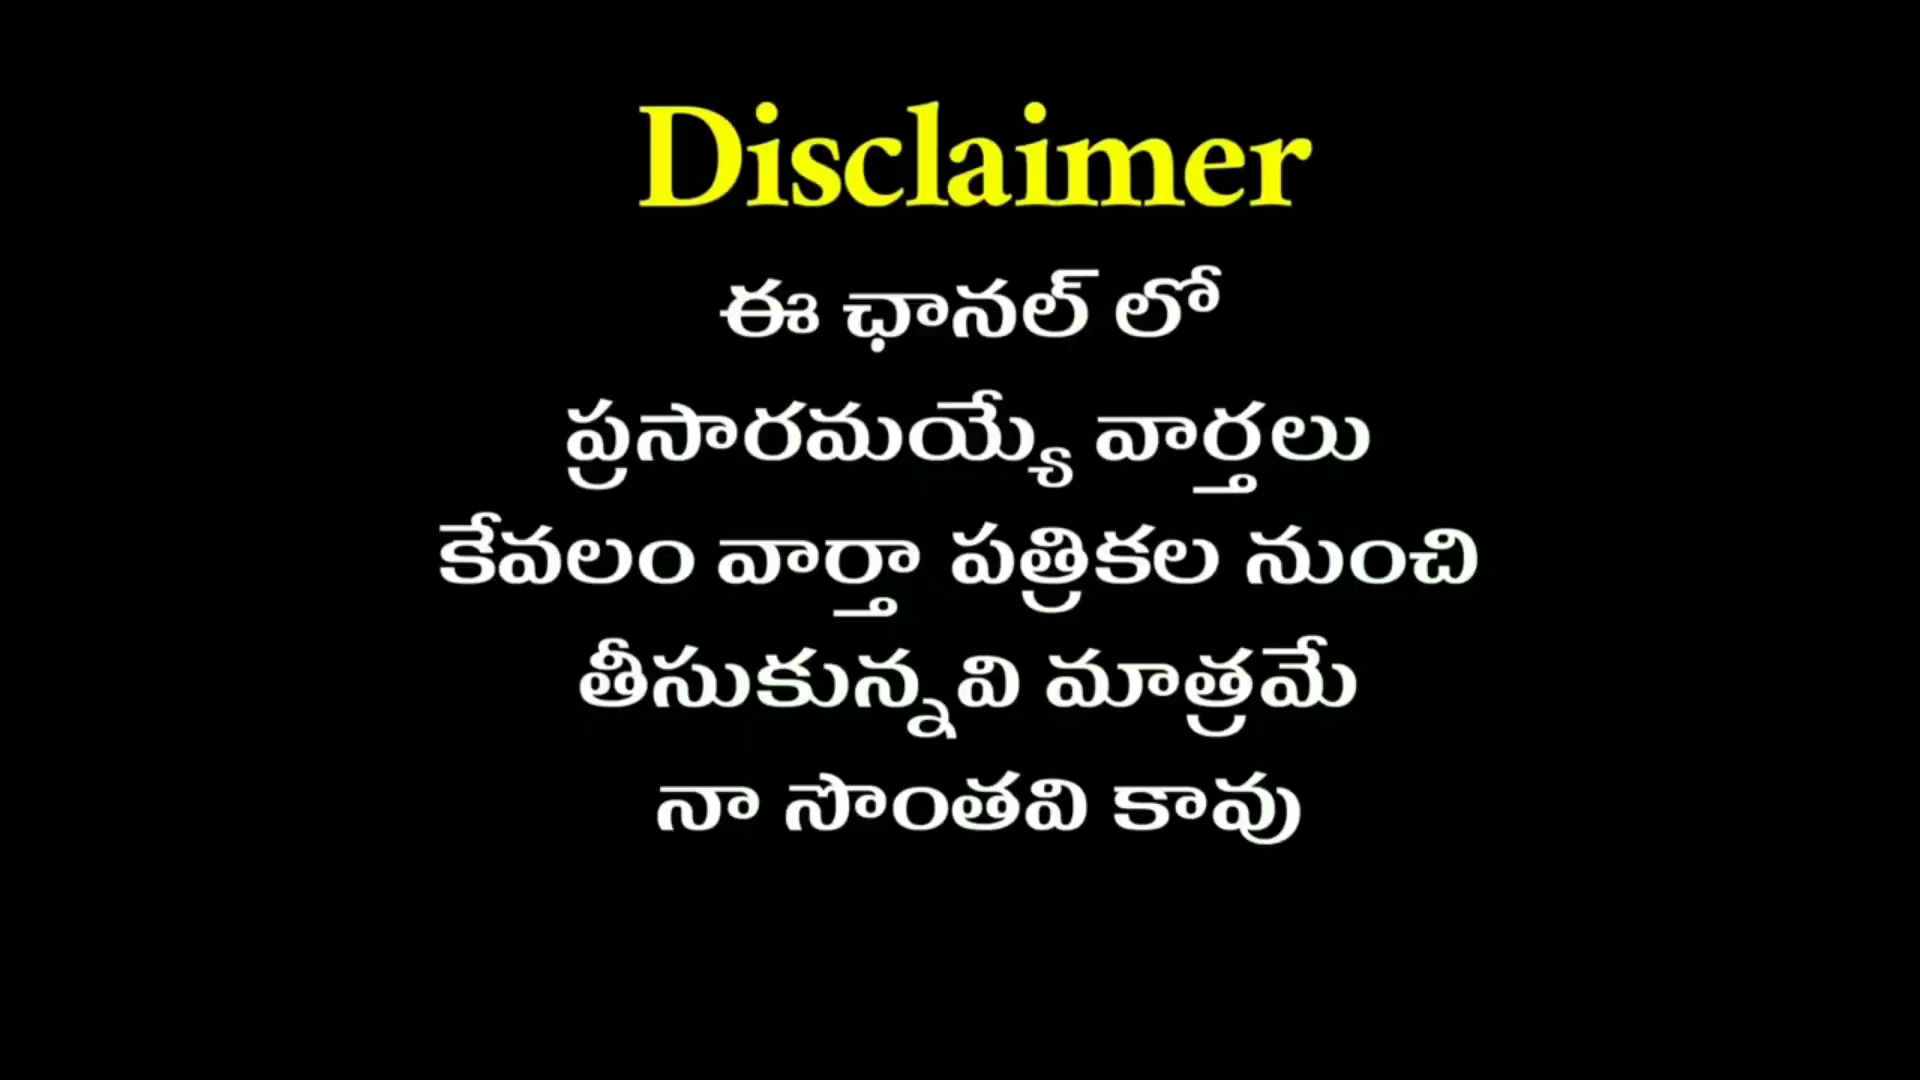 Disclaimer
ఈ ఛానల్ లో
ప్రసారమయ్యే వార్తలు
కేవలం వార్తా పత్రికల నుంచి
తీసుకున్నవి మాత్రమే
నా సొంతవి కావు